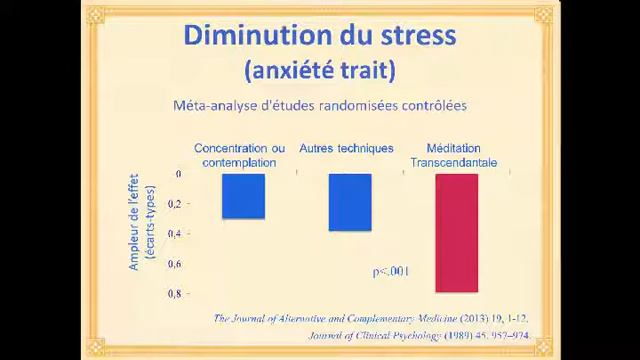 Diminution du stress
(anxiété trait)
Méta-analyse d'études randomisées contrôlées
Concentration ou
contemplation
Autres techniques
Méditation
Transcendantale
Ampleur de l'effet
(écarts-types)
0
0,2
0,4
0,6
0,8
p<.001
The Journal of Alternative and Complementary Medicine (2013) 19, 1-12.
Journal of Clinical Psychology (1989) 45, 957–974.